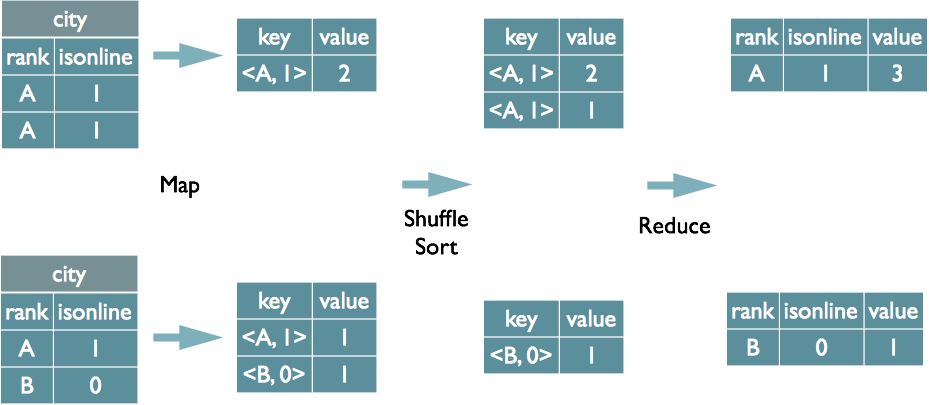 city
rank isonline
A 1
A 1
key value
<A, 1> 2
key value
<A, 1> 2
<A, 1> 1
rank isonline value
A 1 3
Map
Shuffle
Sort
Reduce
city
rank isonline
A 1
B 0
key value
<A, 1> 1
<B, 0> 1
key value
<B, 0> 1
rank isonline value
B 0 1